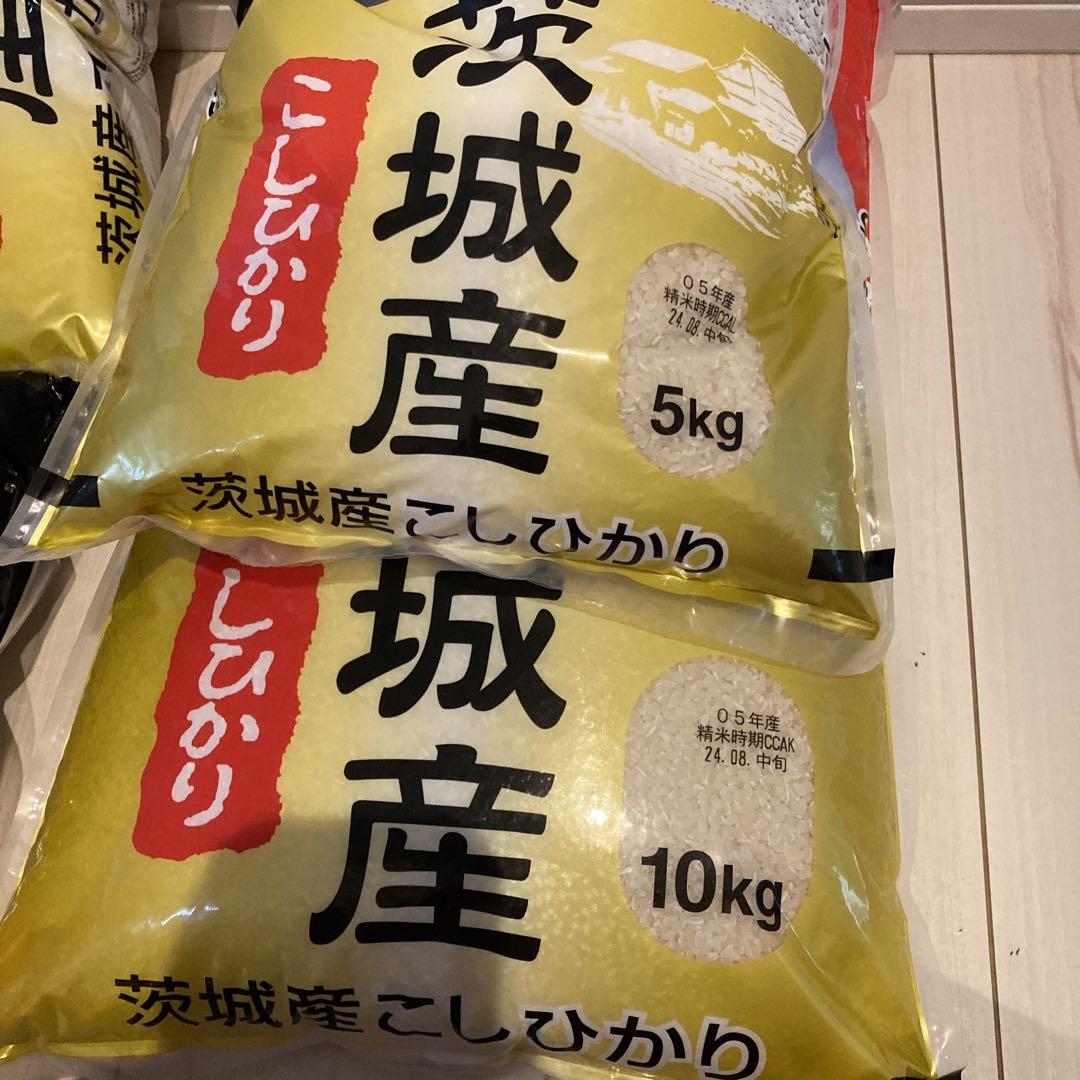 茨城産
こしひかり
05年産
精米時期CCAL
24.08.中旬
5kg
茨城産こしひかり
茨城産
城産
しひかり
05年産
精米時期CCAK
24.08.中旬
10kg
茨城産こしひかり